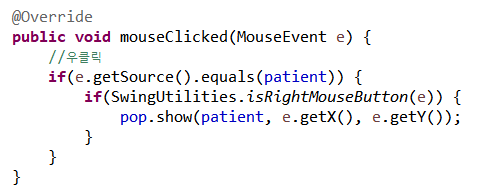 @Override
public void mouseClicked(MouseEvent e) {
    //우클릭
    if(e.getSource().equals(patient)) {
        if(SwingUtilities.isRightMouseButton(e)) {
            pop.show(patient, e.getX(), e.getY());
        }
    }
}